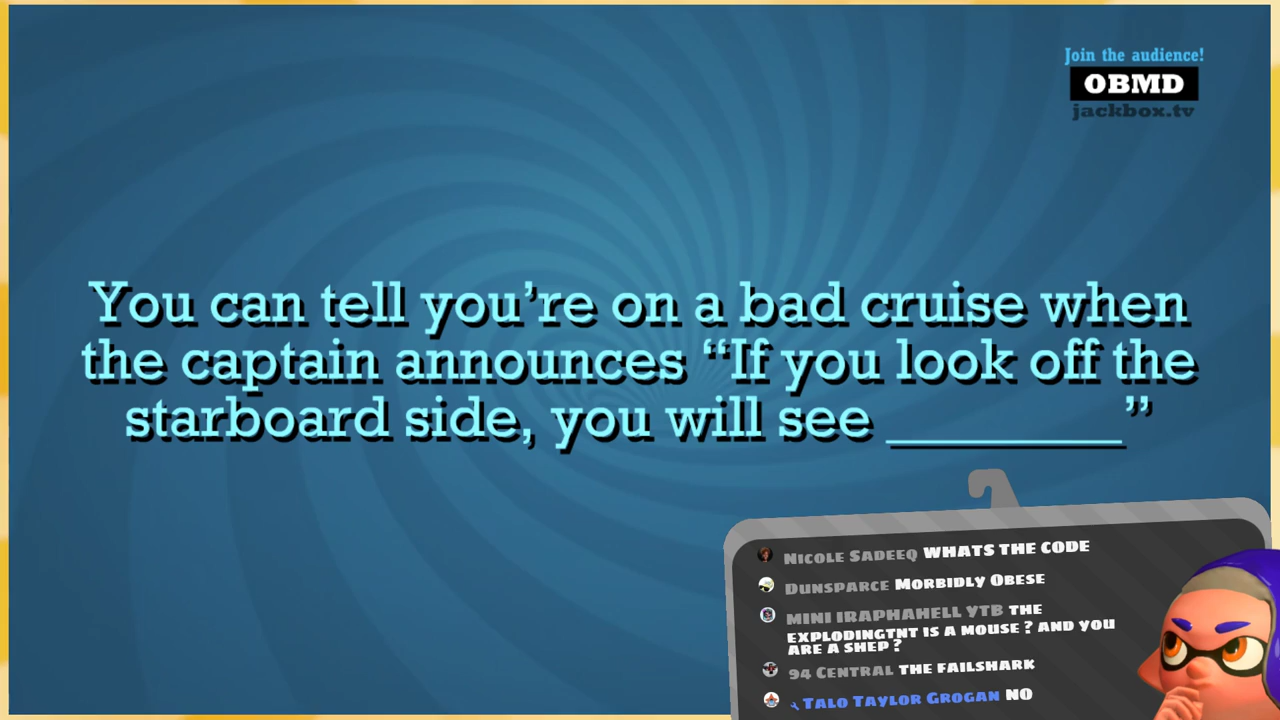 Join the audience!
OBMD
jackbox.tv
You can tell you’re on a bad cruise when
the captain announces “If you look off the
starboard side, you will see ________”
Nicole Sadeeq WHATS THE CODE
Dunsparce Morbidly Obese
MINI IRAPHAHELL YTB THE
EXPLODINGTNT IS A MOUSE ? AND YOU
ARE A SHEP ?
94 Central THE FAILSHARK
Talo Taylor Grogan NO